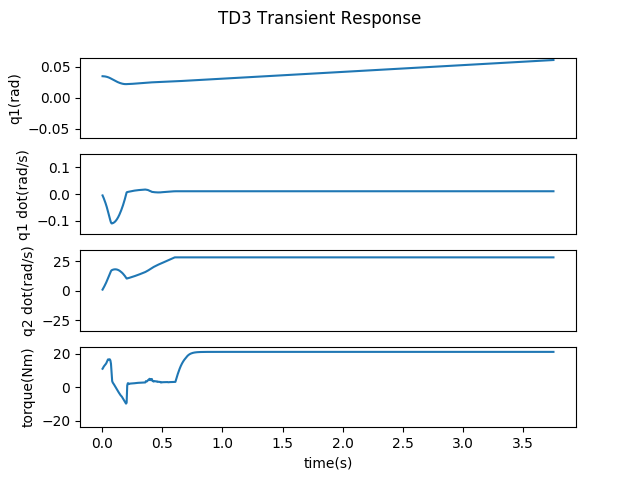 TD3 Transient Response
q1(rad)
0.05
0.00
−0.05
q1 dot(rad/s)
0.1
0.0
−0.1
q2 dot(rad/s)
25
0
−25
torque(Nm)
20
0
−20
0.0 0.5 1.0 1.5 2.0 2.5 3.0 3.5
time(s)